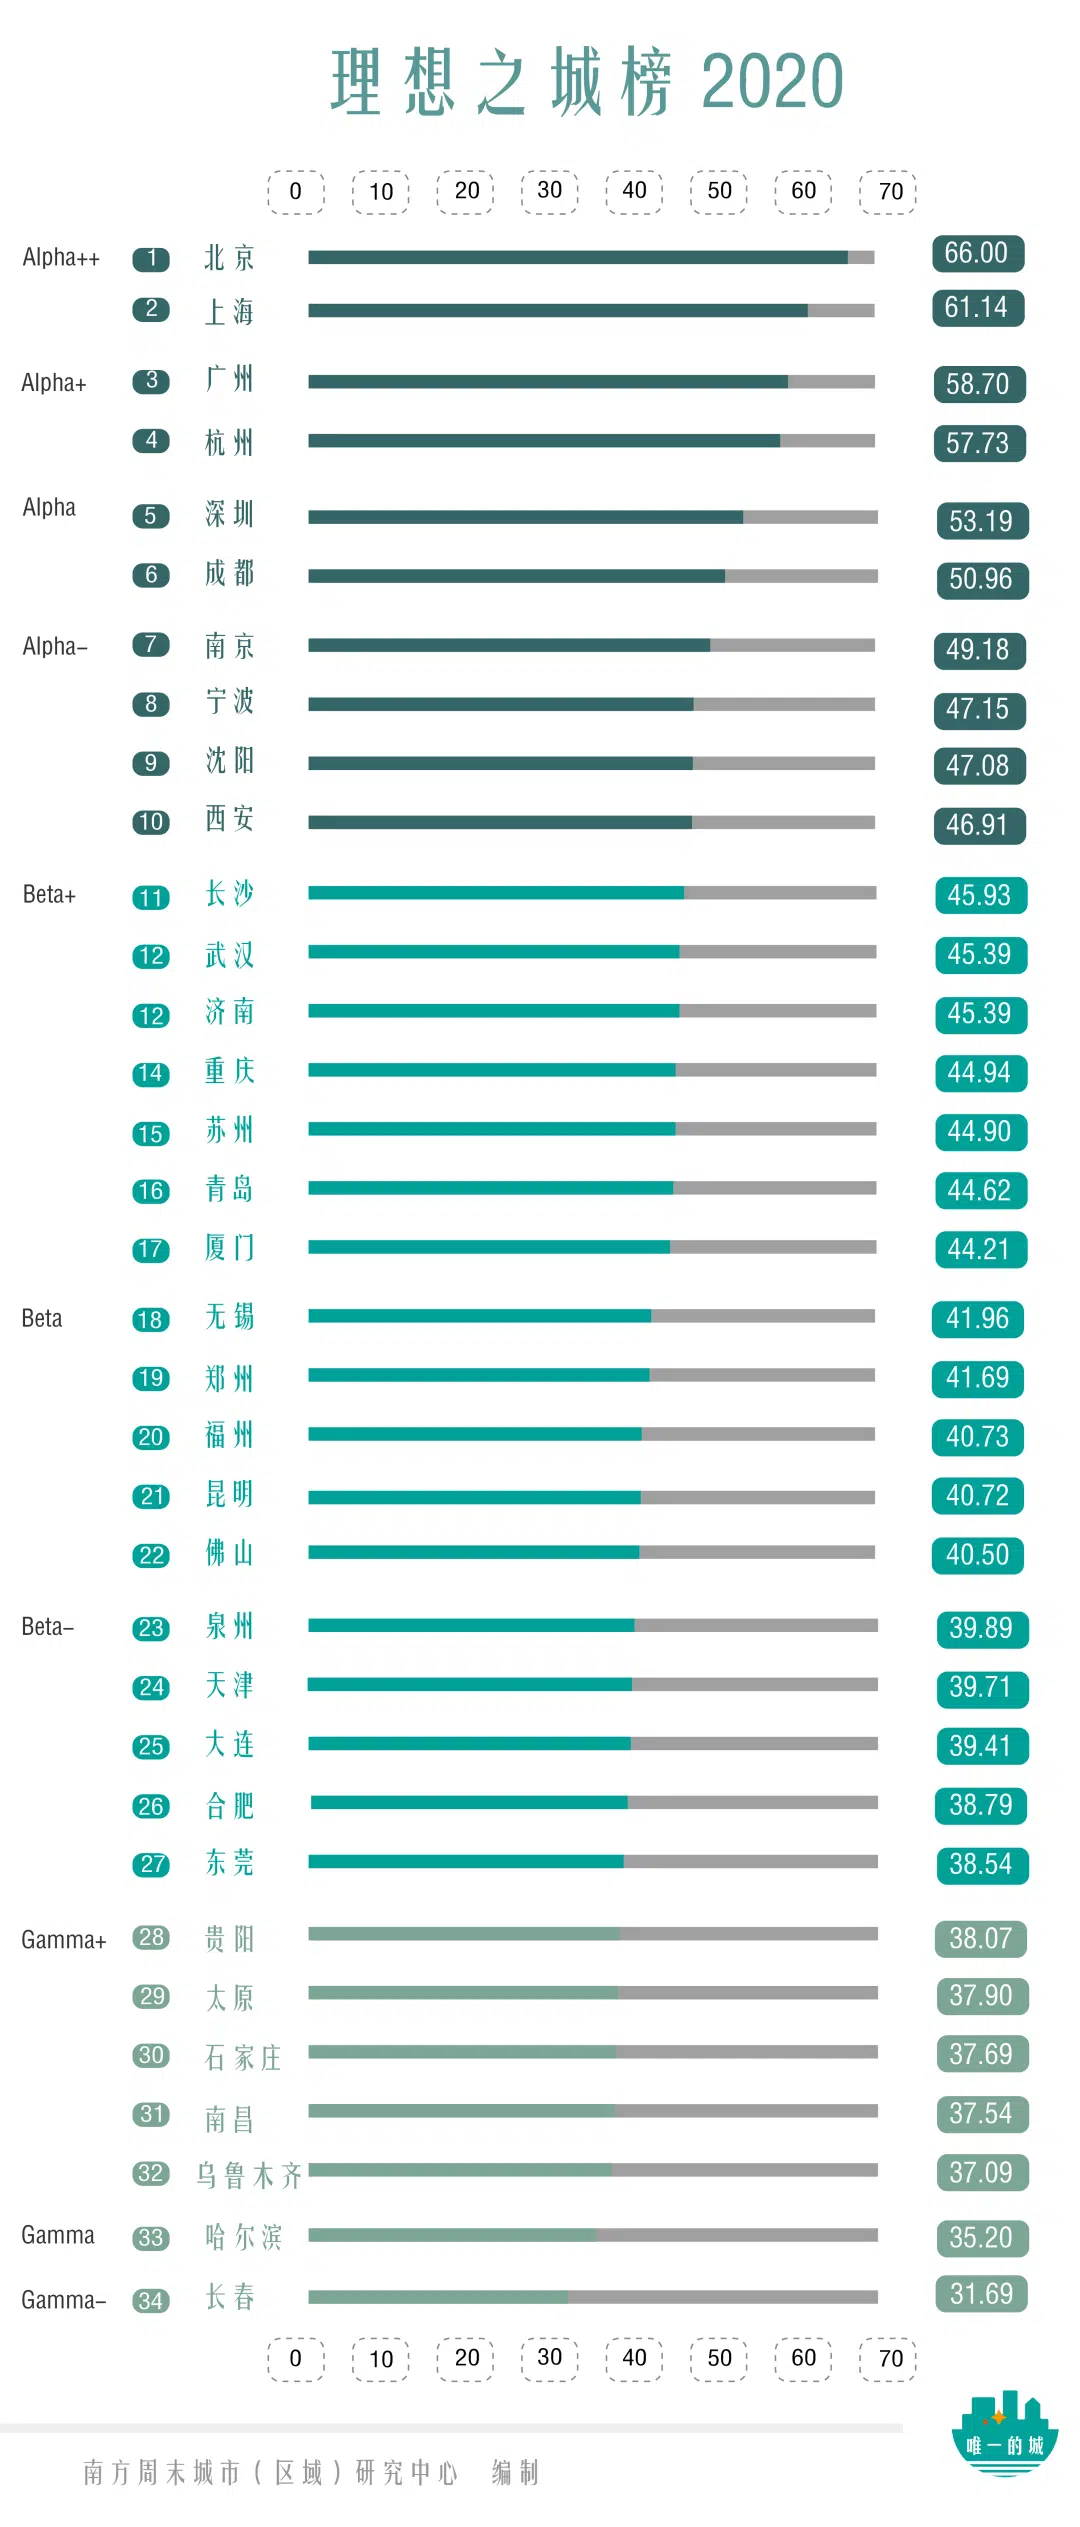 理想之城榜 2020
0 10 20 30 40 50 60 70
Alpha++ 1 北京 66.00
2 上海 61.14
Alpha+ 3 广州 58.70
4 杭州 57.73
Alpha 5 深圳 53.19
6 成都 50.96
Alpha– 7 南京 49.18
8 宁波 47.15
9 沈阳 47.08
10 西安 46.91
Beta+ 11 长沙 45.93
12 武汉 45.39
12 济南 45.39
14 重庆 44.94
15 苏州 44.90
16 青岛 44.62
17 厦门 44.21
Beta 18 无锡 41.96
19 郑州 41.69
20 福州 40.73
21 昆明 40.72
22 佛山 40.50
Beta– 23 泉州 39.89
24 天津 39.71
25 大连 39.41
26 合肥 38.79
27 东莞 38.54
Gamma+ 28 贵阳 38.07
29 太原 37.90
30 石家庄 37.69
31 南昌 37.54
32 乌鲁木齐 37.09
Gamma 33 哈尔滨 35.20
Gamma– 34 长春 31.69
0 10 20 30 40 50 60 70
唯一的城
南方周末城市（区域）研究中心 编制